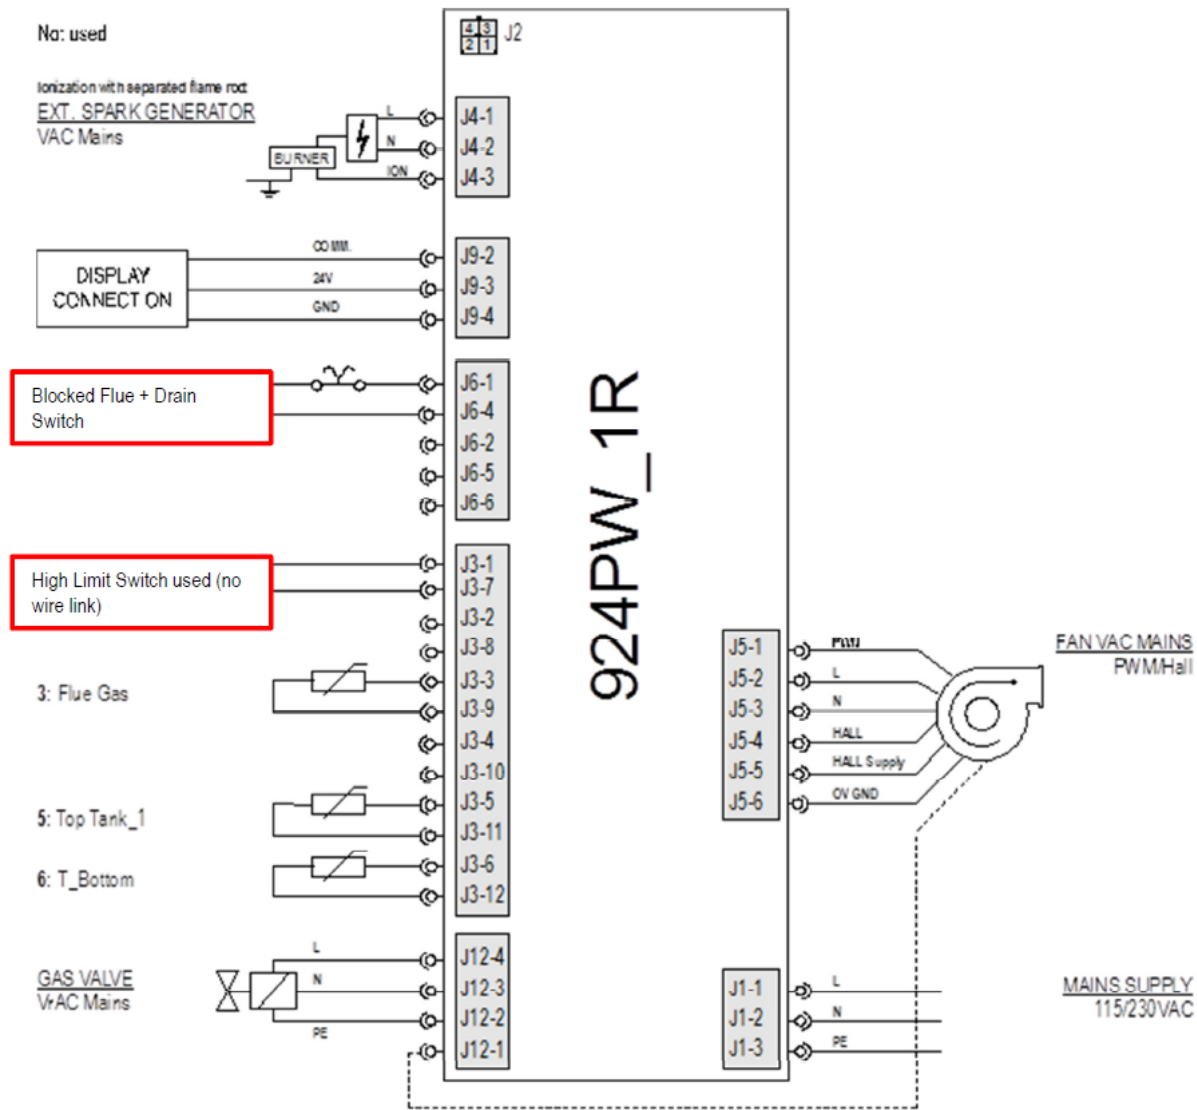 Not used
4 3
2 1
J2
Ionization with separated flame rod:
EXT. SPARK GENERATOR
VAC Mains
BURNER
L
N
ION
J4-1
J4-2
J4-3
DISPLAY
CONNECTION
COMM.
24V
GND
J9-2
J9-3
J9-4
Blocked Flue + Drain
Switch
J6-1
J6-4
J6-2
J6-5
J6-6
High Limit Switch used (no
wire link)
J3-1
J3-7
J3-2
J3-8
3: Flue Gas
J3-3
J3-9
J3-4
J3-10
5: Top Tank_1
J3-5
J3-11
6: T_Bottom
J3-6
J3-12
GAS VALVE
VrAC Mains
L
N
PE
J12-4
J12-3
J12-2
J12-1
924PW_1R
J5-1
J5-2
J5-3
J5-4
J5-5
J5-6
PWM
L
N
HALL
HALL Supply
OV GND
FAN VAC MAINS
PWM/Hall
J1-1
J1-2
J1-3
L
N
PE
MAINS SUPPLY
115/230VAC